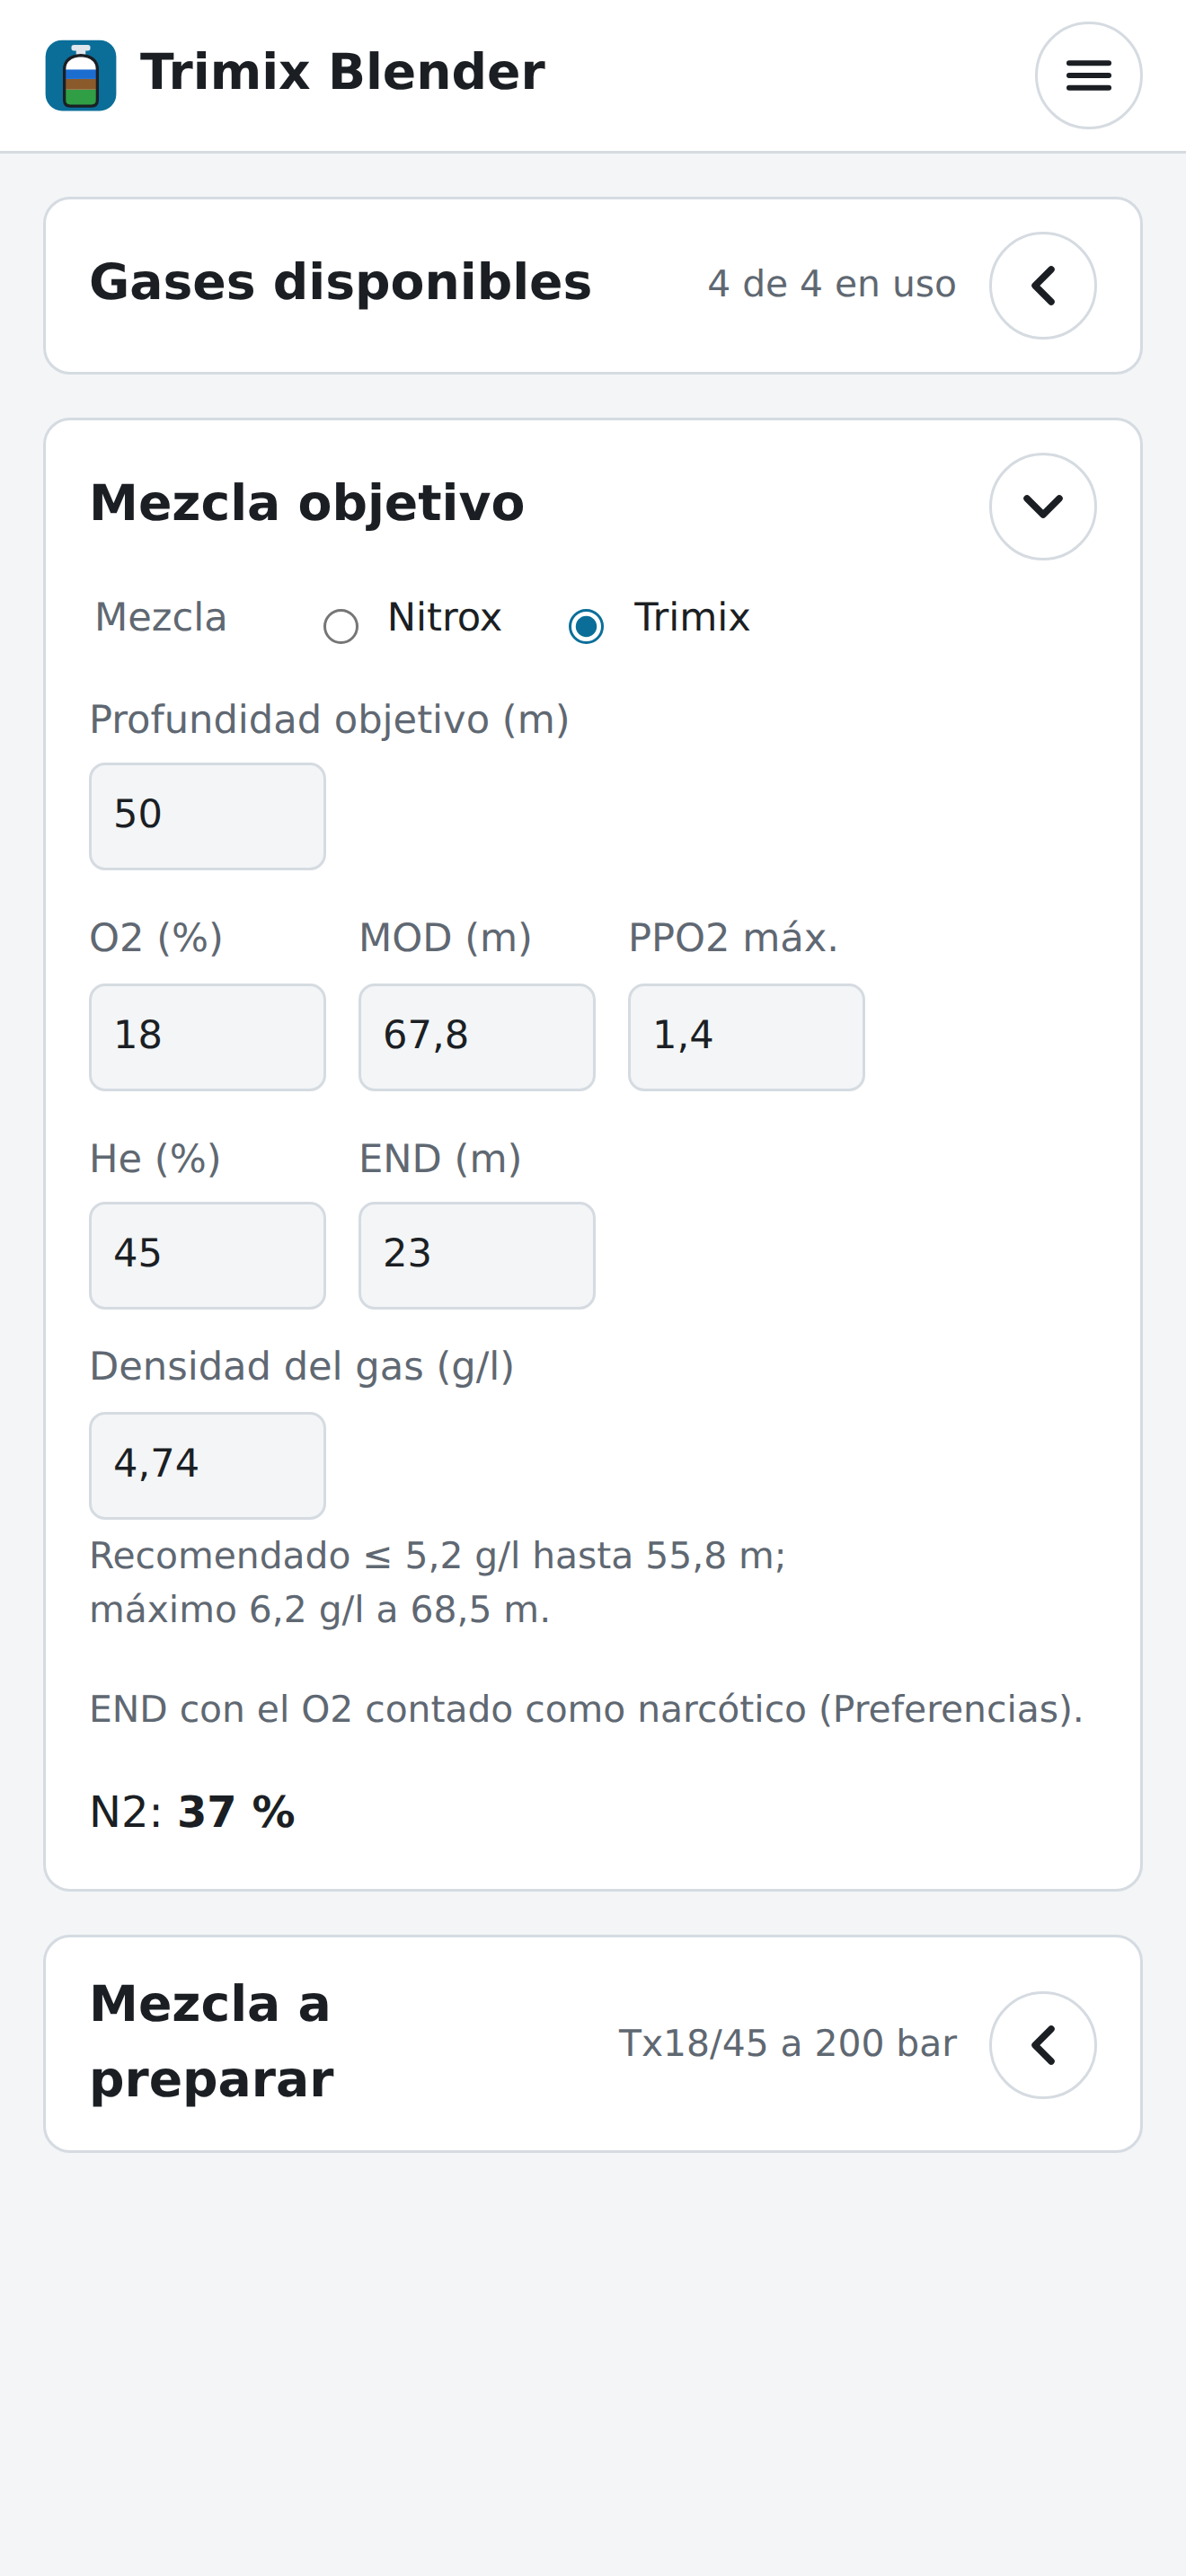 Trimix Blender
Gases disponibles
4 de 4 en uso
Mezcla objetivo
Mezcla
Nitrox
Trimix
Profundidad objetivo (m)
50
O2 (%)
MOD (m)
PPO2 máx.
18
67,8
1,4
He (%)
END (m)
45
23
Densidad del gas (g/l)
4,74
Recomendado ≤ 5,2 g/l hasta 55,8 m;
máximo 6,2 g/l a 68,5 m.
END con el O2 contado como narcótico (Preferencias).
N2: 37 %
Mezcla a
preparar
Tx18/45 a 200 bar